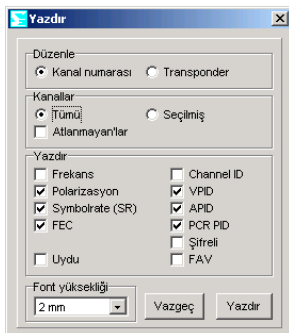 Yazdır
Düzenle
Kanal numarası Transponder
Kanallar
Tümü Seçilmiş
Atlanmayan'lar
Yazdır
Frekans Channel ID
Polarizasyon VPID
Symbolrate (SR) APID
FEC PCR PID
Şifreli
Uydu FAV
Font yüksekliği
2 mm Vazgeç Yazdır